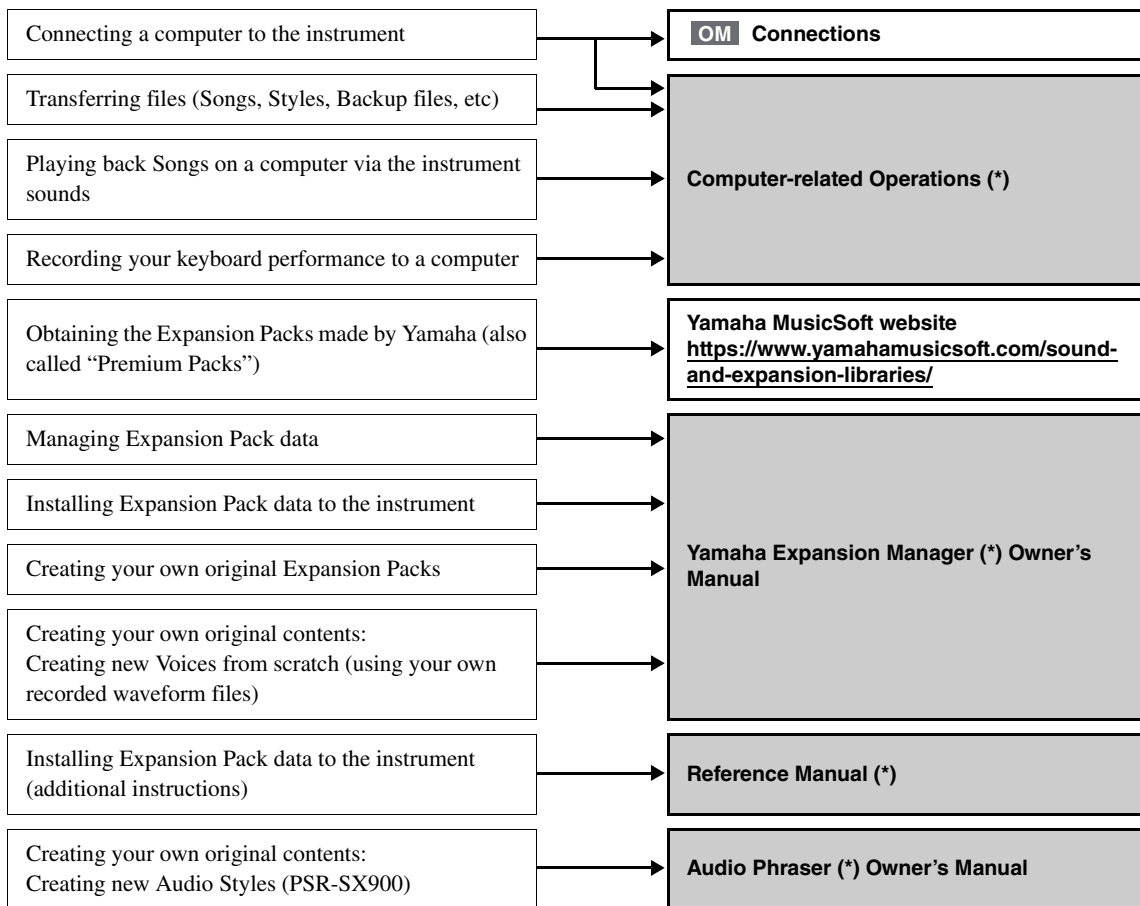 Connecting a computer to the instrument
OM Connections
Transferring files (Songs, Styles, Backup files, etc)
Playing back Songs on a computer via the instrument
sounds
Recording your keyboard performance to a computer
Computer-related Operations (*)
Obtaining the Expansion Packs made by Yamaha (also
called “Premium Packs”)
Yamaha MusicSoft website
https://www.yamahamusicsoft.com/sound-
and-expansion-libraries/
Managing Expansion Pack data
Installing Expansion Pack data to the instrument
Creating your own original Expansion Packs
Creating your own original contents:
Creating new Voices from scratch (using your own
recorded waveform files)
Yamaha Expansion Manager (*) Owner’s
Manual
Installing Expansion Pack data to the instrument
(additional instructions)
Reference Manual (*)
Creating your own original contents:
Creating new Audio Styles (PSR-SX900)
Audio Phraser (*) Owner’s Manual